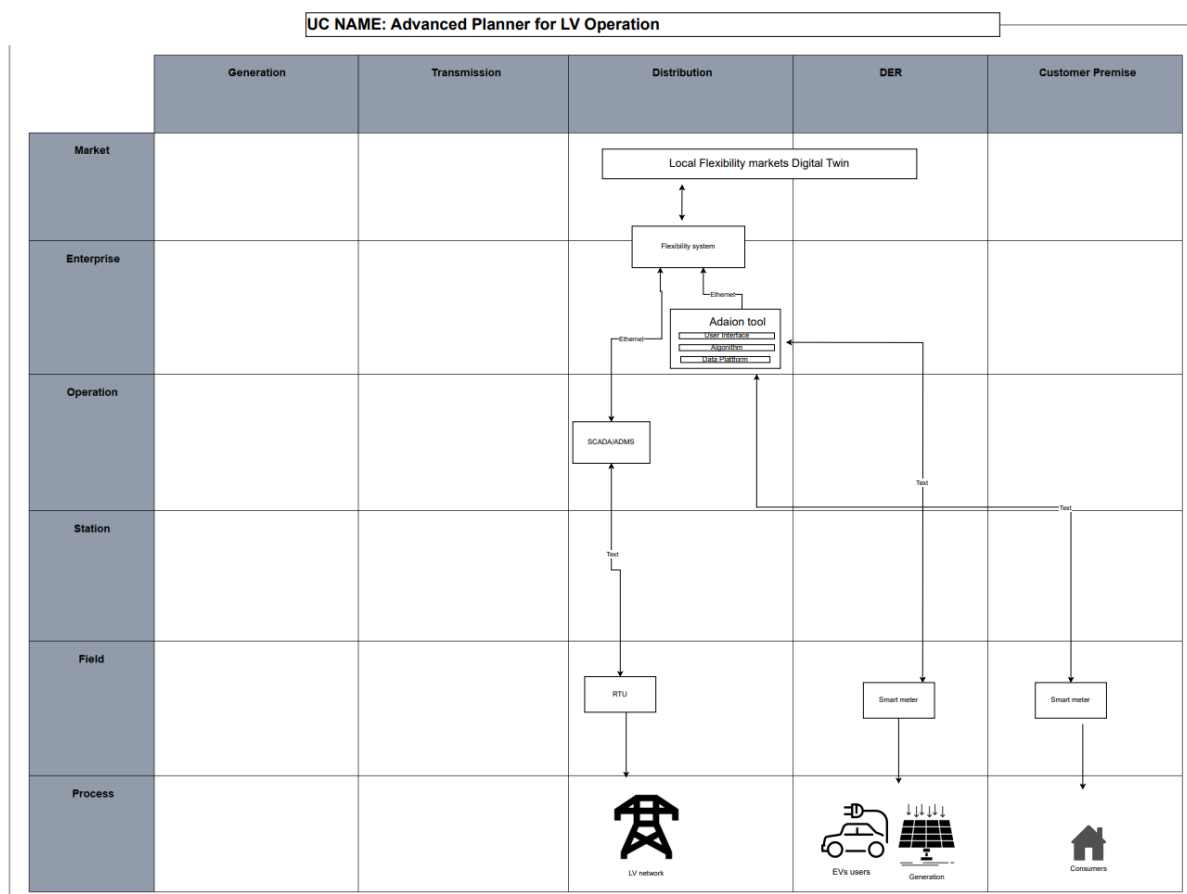 UC NAME: Advanced Planner for LV Operation
Generation
Transmission
Distribution
DER
Customer Premise
Market
Local Flexibility markets Digital Twin
Flexibility system
Enterprise
Ethernet
Adaion tool
User Interface
Algorithm
Data Plattform
Ethernet
Operation
SCADA/ADMS
Text
Text
Station
Text
Field
RTU
Smart meter
Smart meter
Process
LV network
EVs users
Generation
Consumers